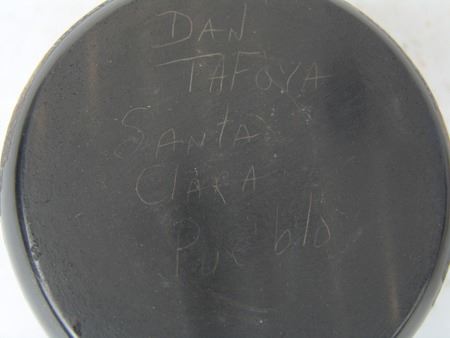 DAN
TAFOYA
SANTA
CLARA
Pueblo